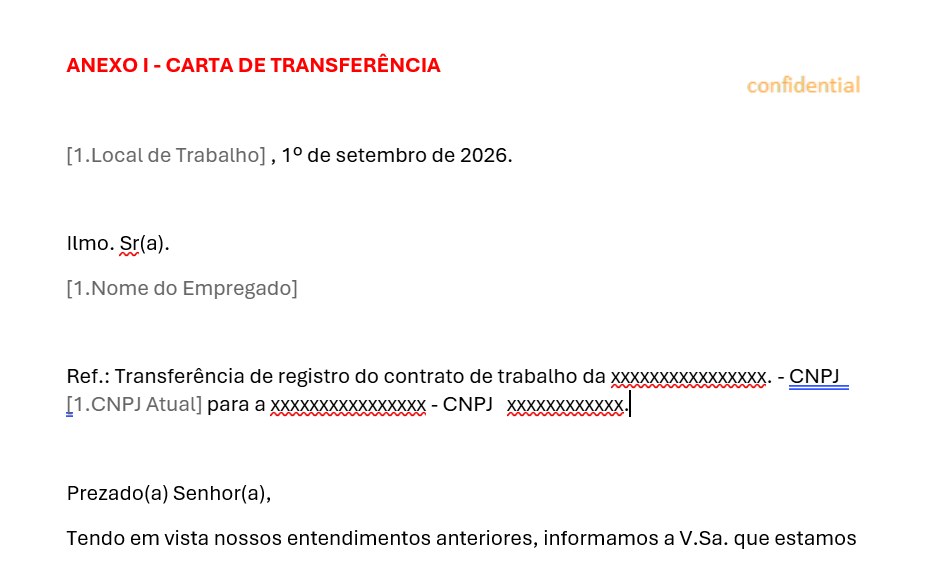 ANEXO I - CARTA DE TRANSFERÊNCIA
confidential
[1.Local de Trabalho] , 1º de setembro de 2026.
Ilmo. Sr(a).
[1.Nome do Empregado]
Ref.: Transferência de registro do contrato de trabalho da xxxxxxxxxxxxxxxx. - CNPJ
[1.CNPJ Atual] para a xxxxxxxxxxxxxxxx - CNPJ xxxxxxxxxxxx.
Prezado(a) Senhor(a),
Tendo em vista nossos entendimentos anteriores, informamos a V.Sa. que estamos